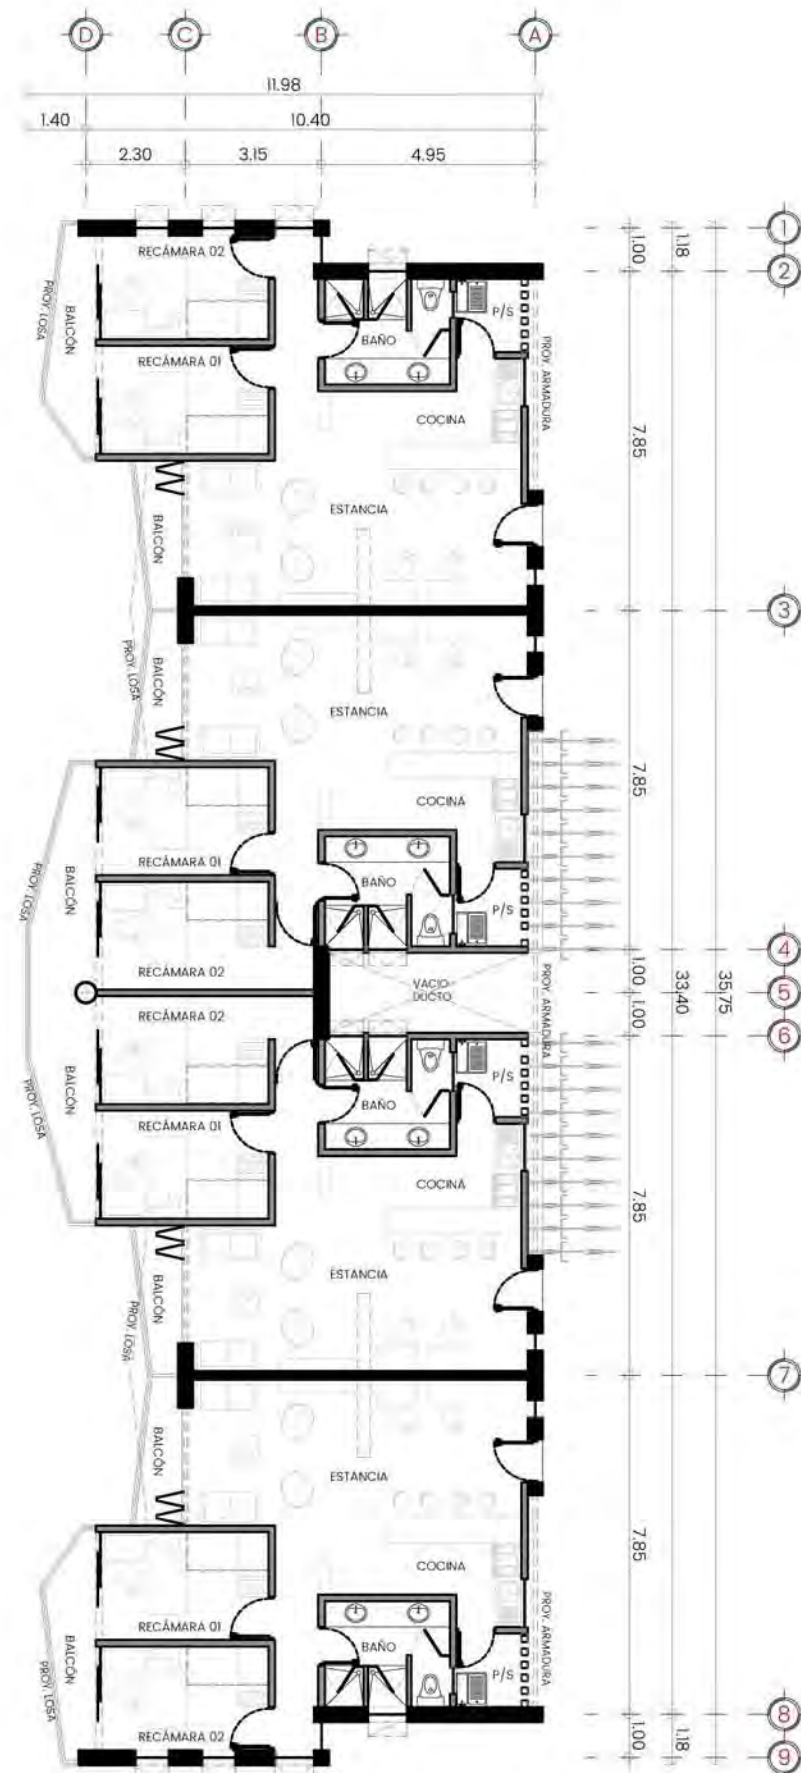 D C B A
11.98
1.40 10.40
2.30 3.15 4.95
1
1.00 1.18
2
RECÁMARA 02
PROY. LOSA
BALCÓN
BAÑO
P/S
PROY. ARMADURA
RECÁMARA 01
COCINA
7.85
ESTANCIA
BALCÓN
3
PROY. LOSA
BALCÓN
ESTANCIA
7.85
COCINA
RECÁMARA 01
PROY. LOSA
BALCÓN
BAÑO
P/S
4
RECÁMARA 02
VACIO
DUCTO
PROY. ARMADURA
1.00
33.40
35.75
5
1.00
RECÁMARA 02
6
BALCÓN
PROY. LOSA
BAÑO
P/S
RECÁMARA 01
COCINA
7.85
ESTANCIA
BALCÓN
PROY. LOSA
7
BALCÓN
ESTANCIA
7.85
COCINA
RECÁMARA 01
BALCÓN
PROY. LOSA
BAÑO
P/S
PROY. ARMADURA
8
RECÁMARA 02
1.00 1.18
9